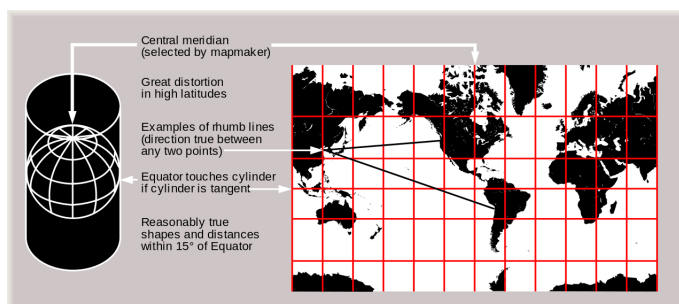 Central meridian
(selected by mapmaker)
Great distortion
in high latitudes
Examples of rhumb lines
(direction true between
any two points)
Equator touches cylinder
if cylinder is tangent
Reasonably true
shapes and distances
within 15° of Equator